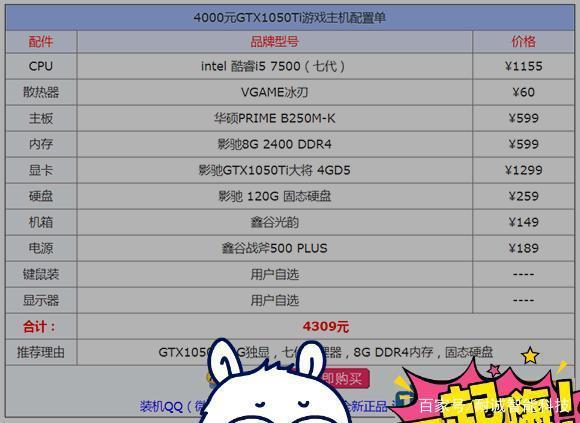 4000元GTX1050Ti游戏主机配置单
配件 品牌型号 价格
CPU intel 酷睿i5 7500（七代） ¥1155
散热器 VGAME冰刃 ¥60
主板 华硕PRIME B250M-K ¥599
内存 影驰8G 2400 DDR4 ¥599
显卡 影驰GTX1050Ti大将 4GD5 ¥1299
硬盘 影驰 120G 固态硬盘 ¥259
机箱 鑫谷光韵 ¥149
电源 鑫谷战斧500 PLUS ¥189
键鼠装 用户自选 ----
显示器 用户自选 ----
合计： 4309元
推荐理由 GTX1050 G独显，七代 理器，8G DDR4内存，固态硬盘
即购买
装机QQ（微 全新正品
百家号/耐诚智能科技